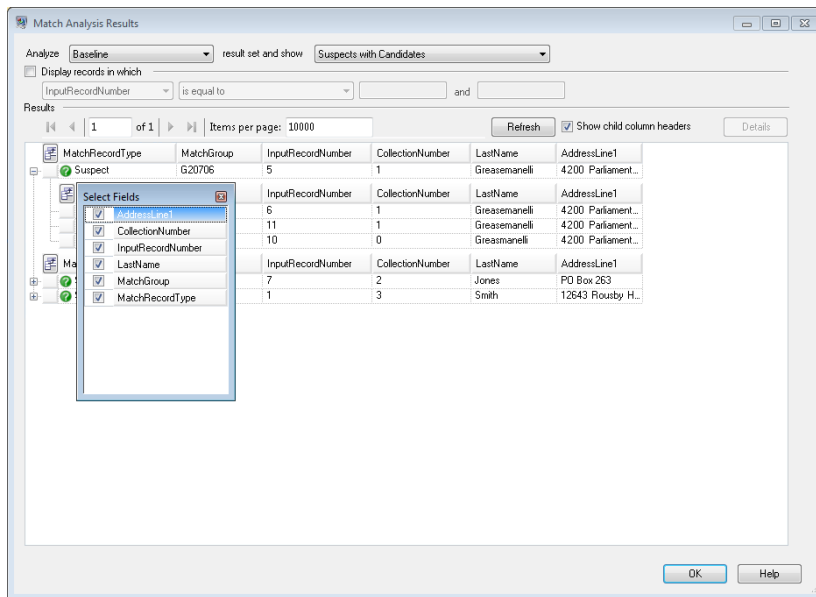 Match Analysis Results
Analyze Baseline result set and show Suspects with Candidates
Display records in which
InputRecordNumber is equal to and
Results
1 of 1 Items per page: 10000 Refresh Show child column headers Details
MatchRecordType MatchGroup InputRecordNumber CollectionNumber LastName AddressLine1
Suspect G20706 5 1 Greasemanelli 4200 Parliament...
Select Fields InputRecordNumber CollectionNumber LastName AddressLine1
AddressLine1 6 1 Greasemanelli 4200 Parliament...
CollectionNumber 11 1 Greasemanelli 4200 Parliament...
InputRecordNumber 10 0 Greasmanelli 4200 Parliament...
Ma LastName InputRecordNumber CollectionNumber LastName AddressLine1
MatchGroup 7 2 Jones PO Box 263
MatchRecordType 1 3 Smith 12643 Rousby H...
OK Help